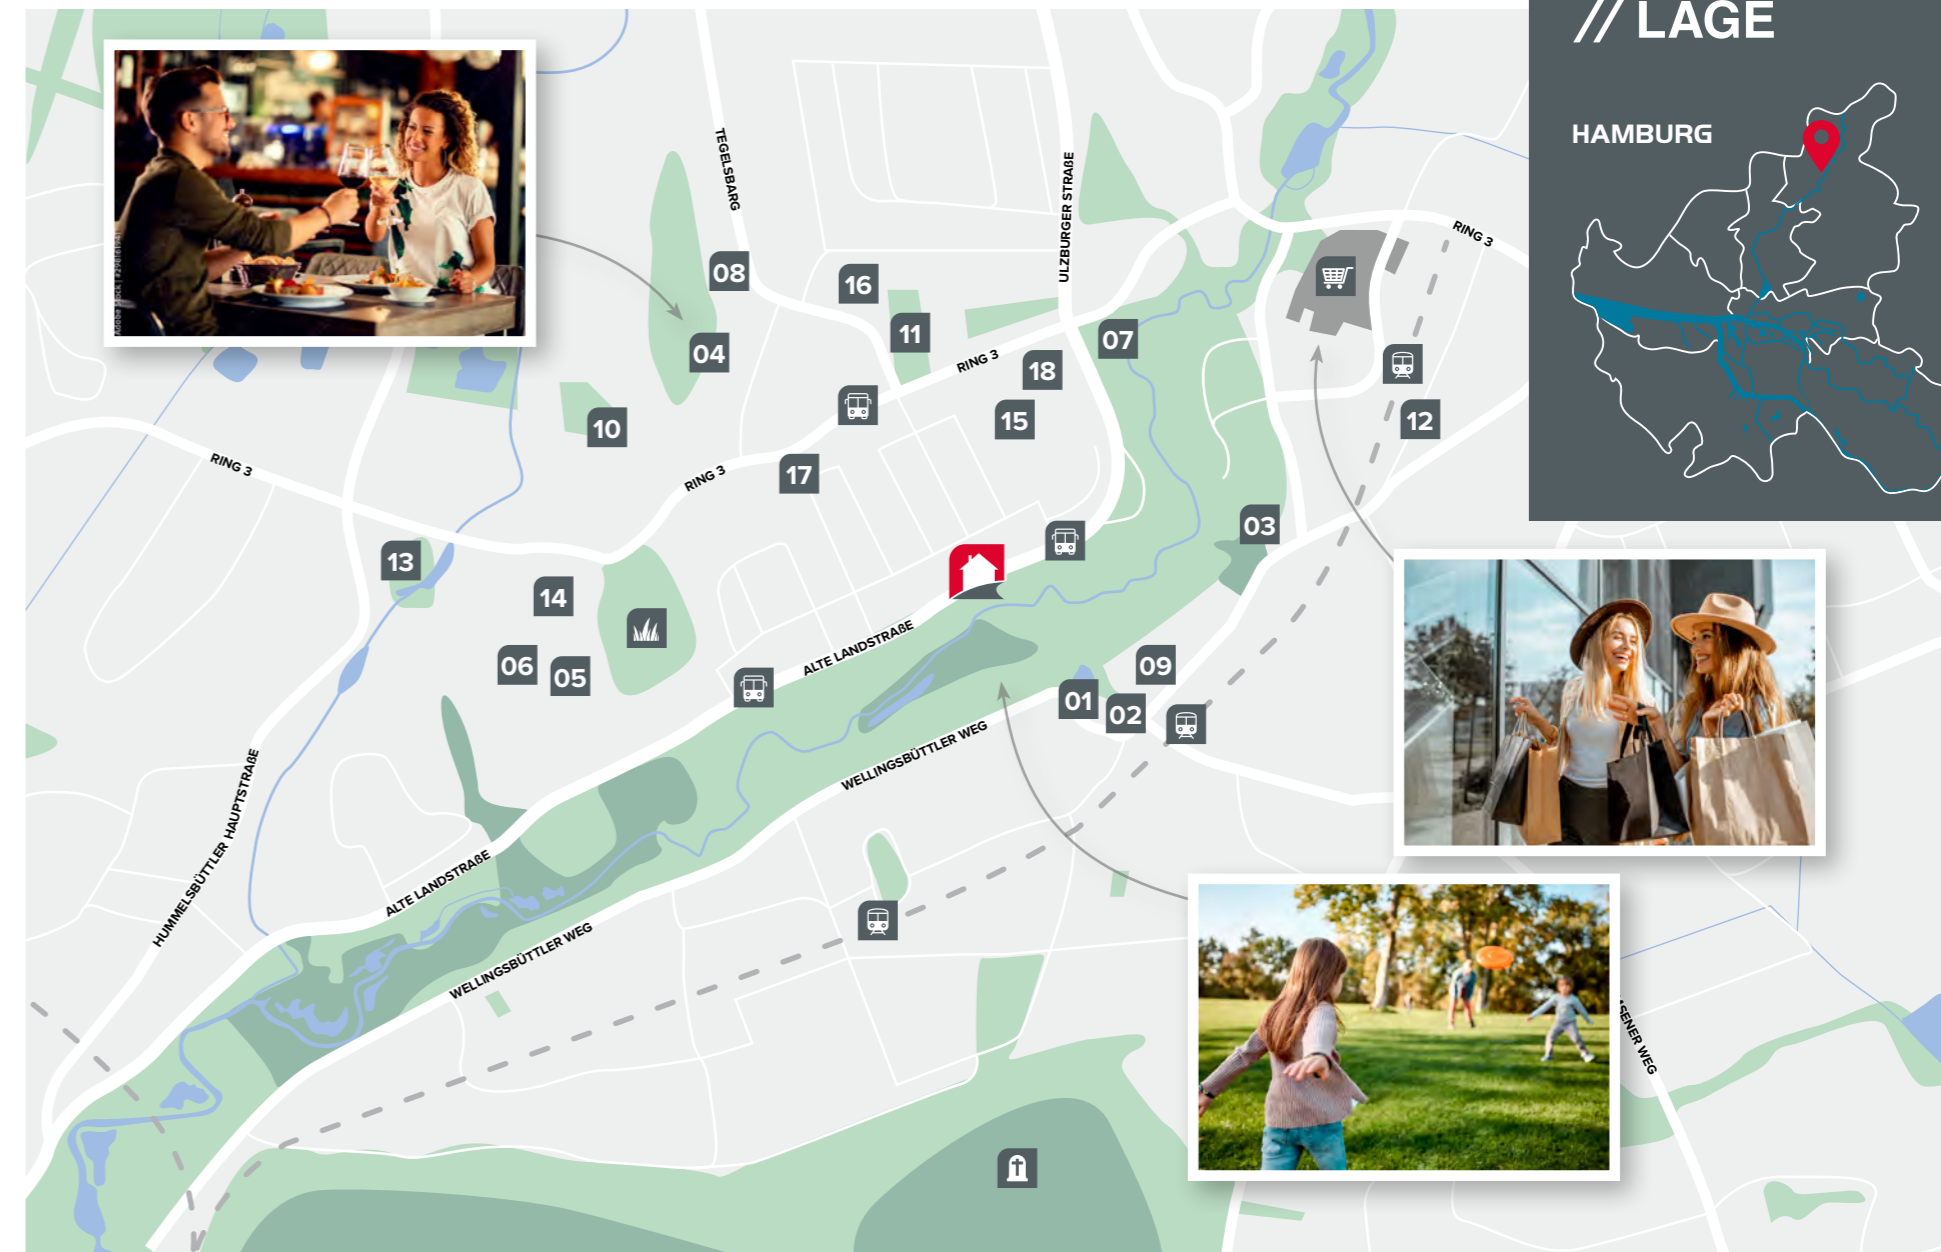 // LAGE
HAMBURG
TEGELSBARG
ULZBURGER STRAßE
RING 3
08
16
11
04
07
RING 3
18
10
15
12
RING 3
RING 3
17
13
03
14
ALTE LANDSTRAßE
06
05
09
01
02
WELLINGSBÜTTLER WEG
HUMMELSBÜTTLER HAUPTSTRAßE
ALTE LANDSTRAßE
WELLINGSBÜTTLER WEG
SENER WEG